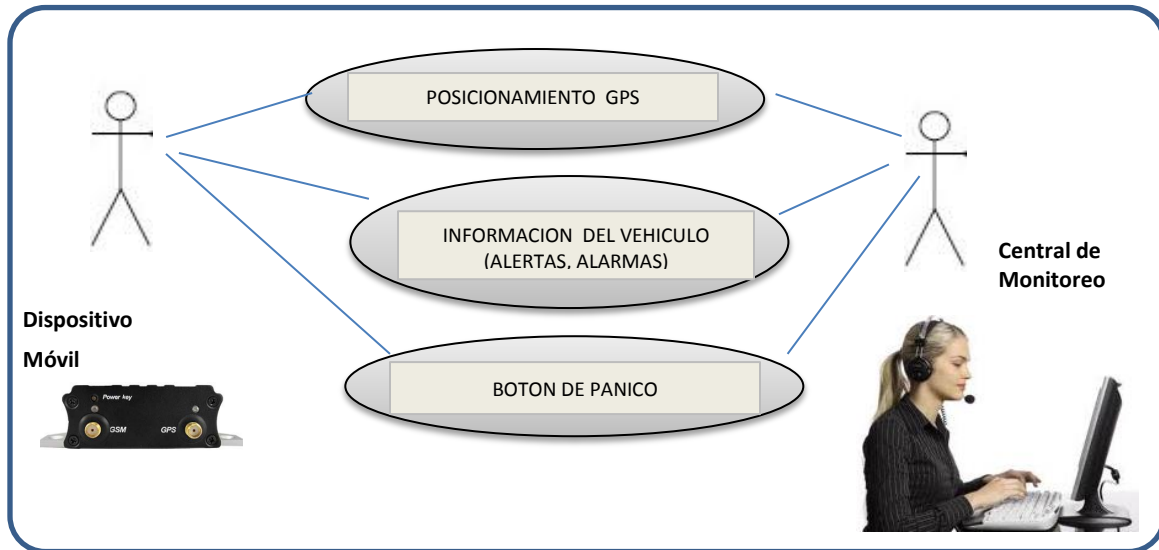 POSICIONAMIENTO GPS
INFORMACION DEL VEHICULO
(ALERTAS, ALARMAS)
BOTON DE PANICO
Dispositivo
Móvil
Power key
GSM
GPS
Central de
Monitoreo